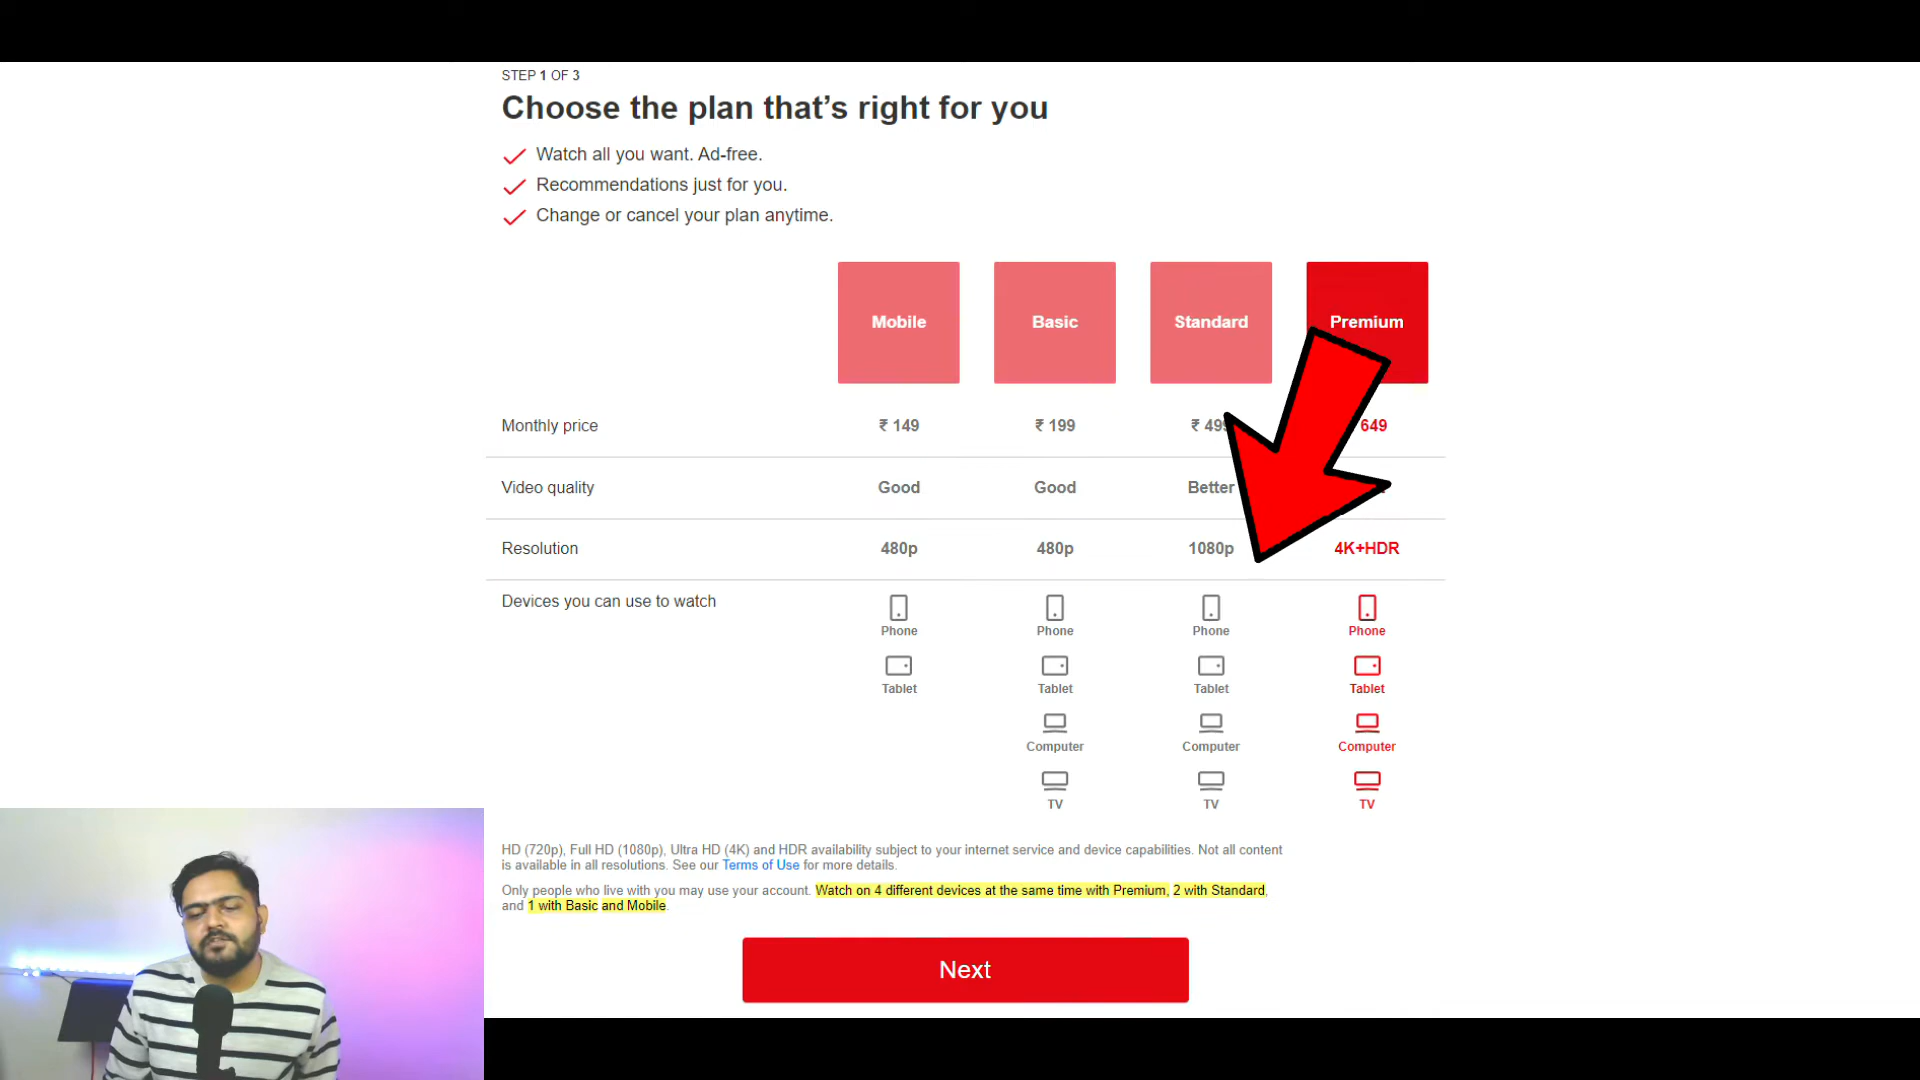 STEP 1 OF 3
Choose the plan that’s right for you
Watch all you want. Ad-free.
Recommendations just for you.
Change or cancel your plan anytime.
Mobile Basic Standard Premium
Monthly price ₹ 149 ₹ 199 ₹ 499 649
Video quality Good Good Better
Resolution 480p 480p 1080p 4K+HDR
Devices you can use to watch
Phone Phone Phone Phone
Tablet Tablet Tablet Tablet
Computer Computer Computer
TV TV TV
HD (720p), Full HD (1080p), Ultra HD (4K) and HDR availability subject to your internet service and device capabilities. Not all content
is available in all resolutions. See our Terms of Use for more details.
Only people who live with you may use your account. Watch on 4 different devices at the same time with Premium, 2 with Standard,
and 1 with Basic and Mobile.
Next